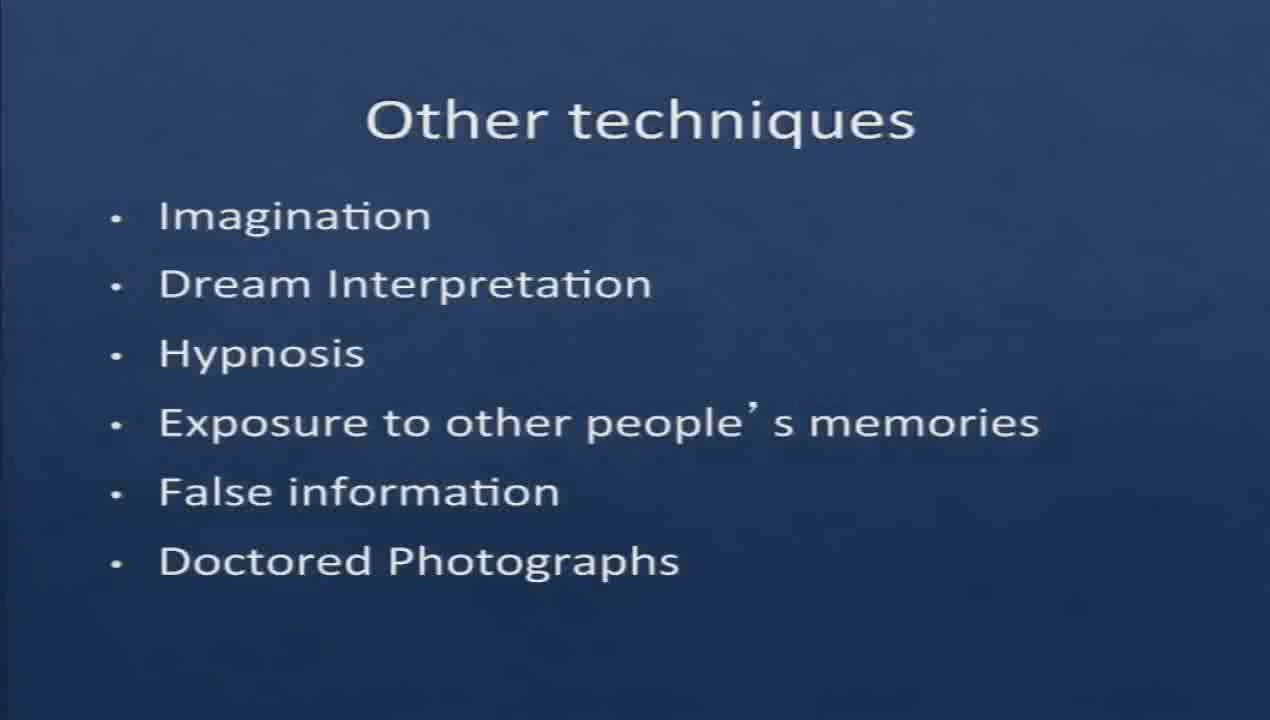 Other techniques
• Imagination
• Dream Interpretation
• Hypnosis
• Exposure to other people’ s memories
• False information
• Doctored Photographs